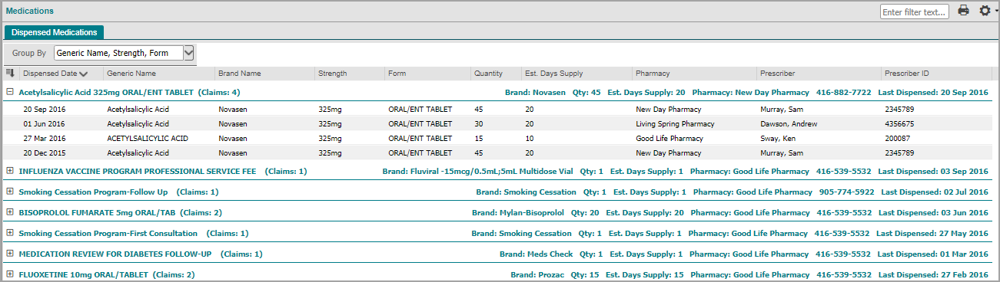 Medications Enter filter text...
Dispensed Medications
Group By Generic Name, Strength, Form
Dispensed Date Generic Name Brand Name Strength Form Quantity Est. Days Supply Pharmacy Prescriber Prescriber ID
Acetylsalicylic Acid 325mg ORAL/ENT TABLET (Claims: 4) Brand: Novasen Qty: 45 Est. Days Supply: 20 Pharmacy: New Day Pharmacy 416-882-7722 Last Dispensed: 20 Sep 2016
20 Sep 2016 Acetylsalicylic Acid Novasen 325mg ORAL/ENT TABLET 45 20 New Day Pharmacy Murray, Sam 2345789
01 Jun 2016 Acetylsalicylic Acid Novasen 325mg ORAL/ENT TABLET 30 20 Living Spring Pharmacy Dawson, Andrew 4356675
27 Mar 2016 ACETYLSALICYLIC ACID Novasen 325mg ORAL/ENT TABLET 15 10 Good Life Pharmacy Sway, Ken 200087
20 Dec 2015 Acetylsalicylic Acid Novasen 325mg ORAL/ENT TABLET 45 20 New Day Pharmacy Murray, Sam 2345789
INFLUENZA VACCINE PROGRAM PROFESSIONAL SERVICE FEE (Claims: 1) Brand: Fluviral -15mcg/0.5mL;5mL Multidose Vial Qty: 1 Est. Days Supply: 1 Pharmacy: Good Life Pharmacy 416-539-5532 Last Dispensed: 03 Sep 2016
Smoking Cessation Program-Follow Up (Claims: 1) Brand: Smoking Cessation Qty: 1 Est. Days Supply: 1 Pharmacy: Good Life Pharmacy 905-774-5922 Last Dispensed: 02 Jul 2016
BISOPROLOL FUMARATE 5mg ORAL/TAB (Claims: 2) Brand: Mylan-Bisoprolol Qty: 20 Est. Days Supply: 20 Pharmacy: Good Life Pharmacy 416-539-5532 Last Dispensed: 03 Jun 2016
Smoking Cessation Program-First Consultation (Claims: 1) Brand: Smoking Cessation Qty: 1 Est. Days Supply: 1 Pharmacy: Good Life Pharmacy 416-539-5532 Last Dispensed: 27 May 2016
MEDICATION REVIEW FOR DIABETES FOLLOW-UP (Claims: 1) Brand: Meds Check Qty: 1 Est. Days Supply: 1 Pharmacy: Good Life Pharmacy 416-539-5532 Last Dispensed: 01 Mar 2016
FLUOXETINE 10mg ORAL/TABLET (Claims: 2) Brand: Prozac Qty: 15 Est. Days Supply: 15 Pharmacy: Good Life Pharmacy 416-539-5532 Last Dispensed: 27 Feb 2016